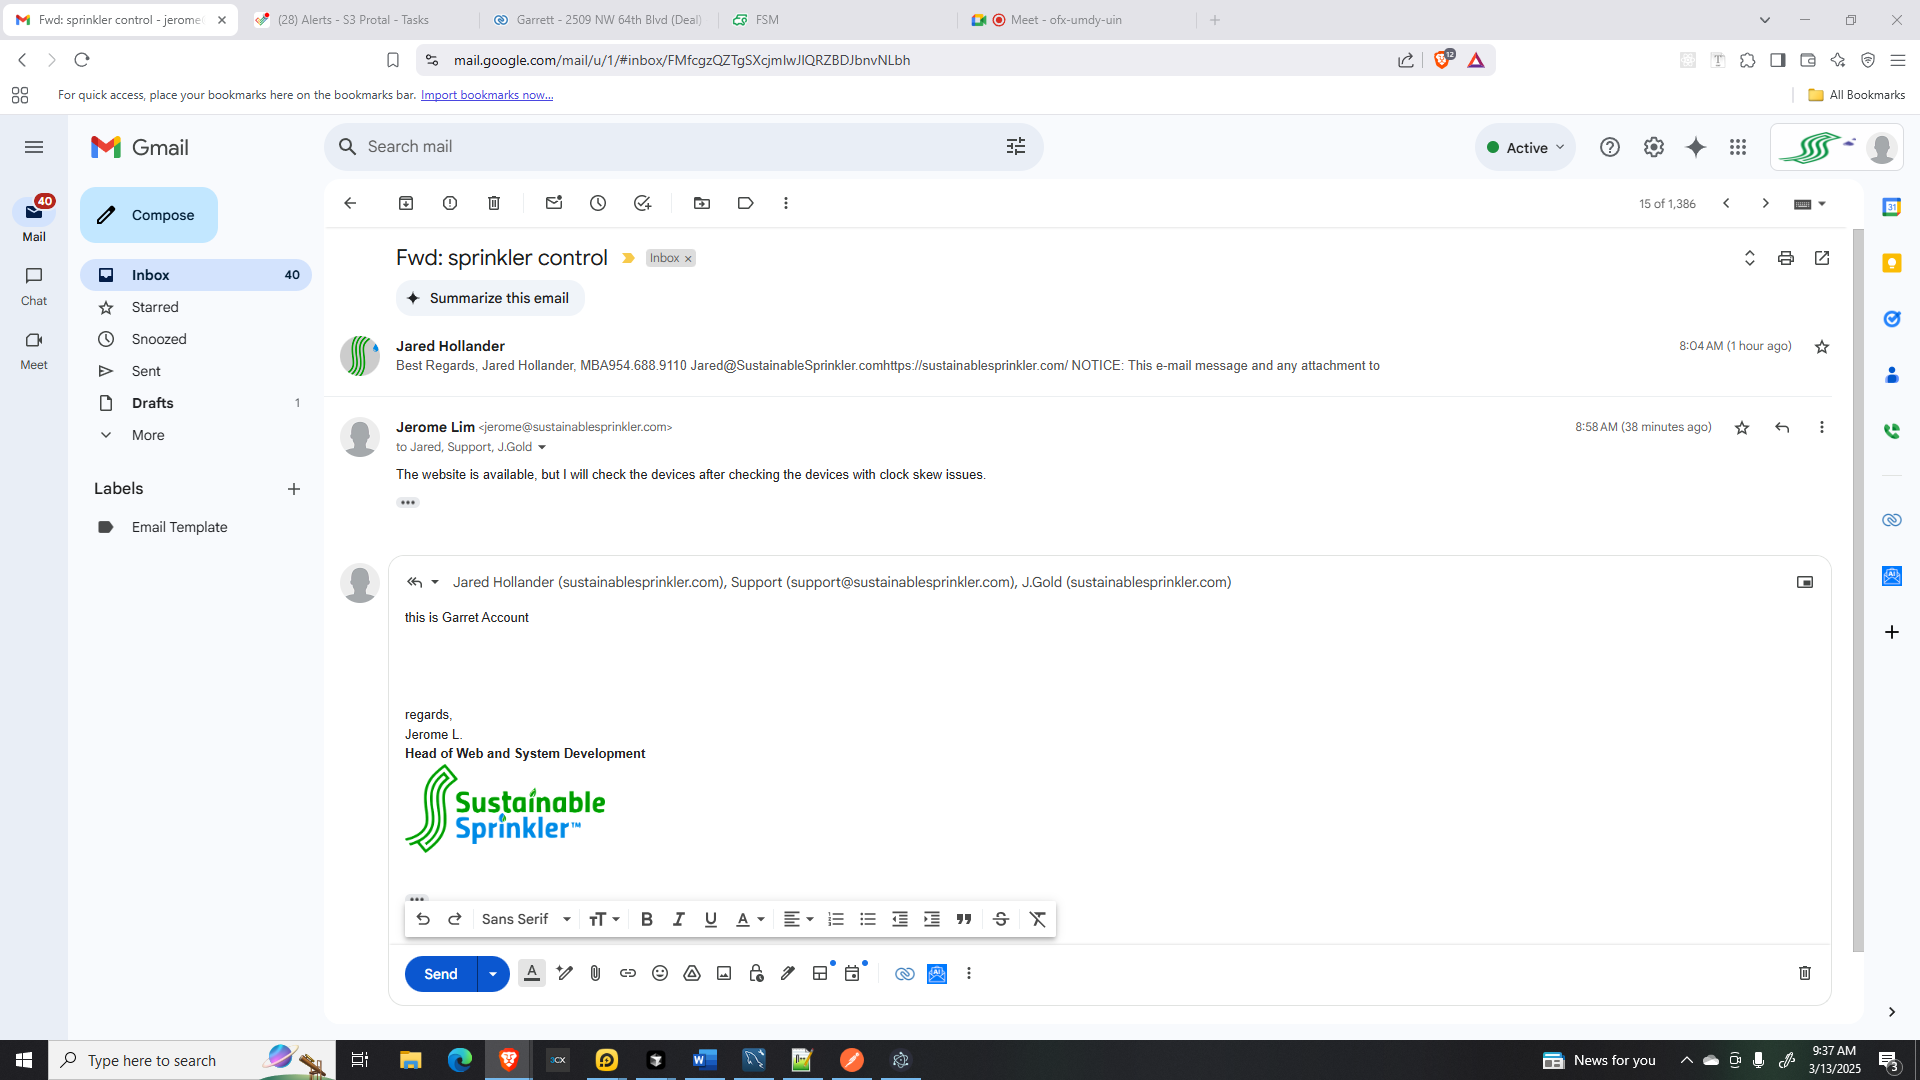 Fwd: sprinkler control - jerome@
(28) Alerts - S3 Protal - Tasks
Garrett - 2509 NW 64th Blvd (Deal)
FSM
Meet - ofx-umdy-uin
mail.google.com/mail/u/1/#inbox/FMfcgzQZTgSXcjmlwJlQRZBDJbnvNLbh
12
For quick access, place your bookmarks here on the bookmarks bar. Import bookmarks now...
All Bookmarks
Gmail
Search mail
Active
40
Mail
Chat
Meet
Compose
Inbox 40
Starred
Snoozed
Sent
Drafts 1
More
Labels
Email Template
15 of 1,386
31
Fwd: sprinkler control
Inbox ×
Summarize this email
Jared Hollander
8:04 AM (1 hour ago)
Best Regards, Jared Hollander, MBA954.688.9110 Jared@SustainableSprinkler.comhttps://sustainablesprinkler.com/ NOTICE: This e-mail message and any attachment to
Jerome Lim <jerome@sustainablesprinkler.com>
8:58 AM (38 minutes ago)
to Jared, Support, J.Gold
The website is available, but I will check the devices after checking the devices with clock skew issues.
Jared Hollander (sustainablesprinkler.com), Support (support@sustainablesprinkler.com), J.Gold (sustainablesprinkler.com)
this is Garret Account
regards,
Jerome L.
Head of Web and System Development
Sustainable
Sprinkler™
Sans Serif
Send
Type here to search
News for you
9:37 AM
3/13/2025
3